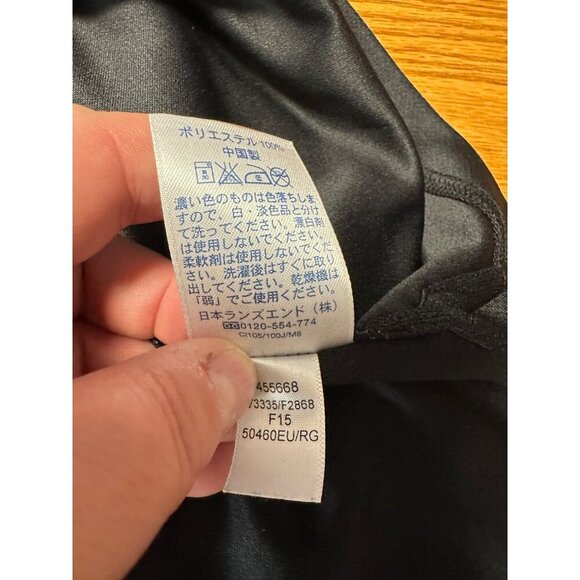 ポリエステル100%
中国製
濃い色のものは色落ちしま
すので、白・淡色品と分け
て洗ってください。漂白剤
は使用しないでください。
柔軟剤は使用しないでくだ
さい。洗濯後はすぐに取り
出してください。乾燥機は
「弱」でご使用ください。
日本ランズエンド（株）
0120-554-774
CI105/100J/M6
455668
/3335/F2868
F15
50460EU/RG